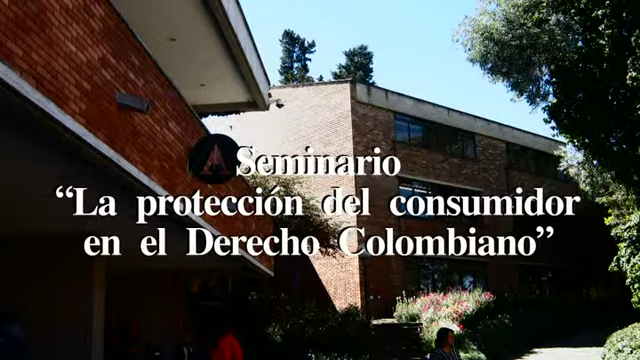 Seminario
“La protección del consumidor
en el Derecho Colombiano”